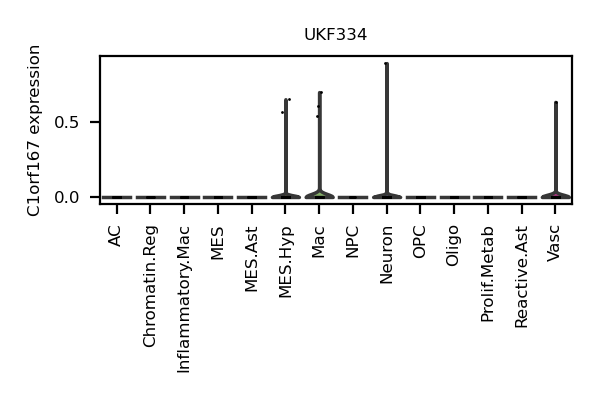 UKF334
C1orf167 expression
0.5
0.0
AC
Chromatin.Reg
Inflammatory.Mac
MES
MES.Ast
MES.Hyp
Mac
NPC
Neuron
OPC
Oligo
Prolif.Metab
Reactive.Ast
Vasc